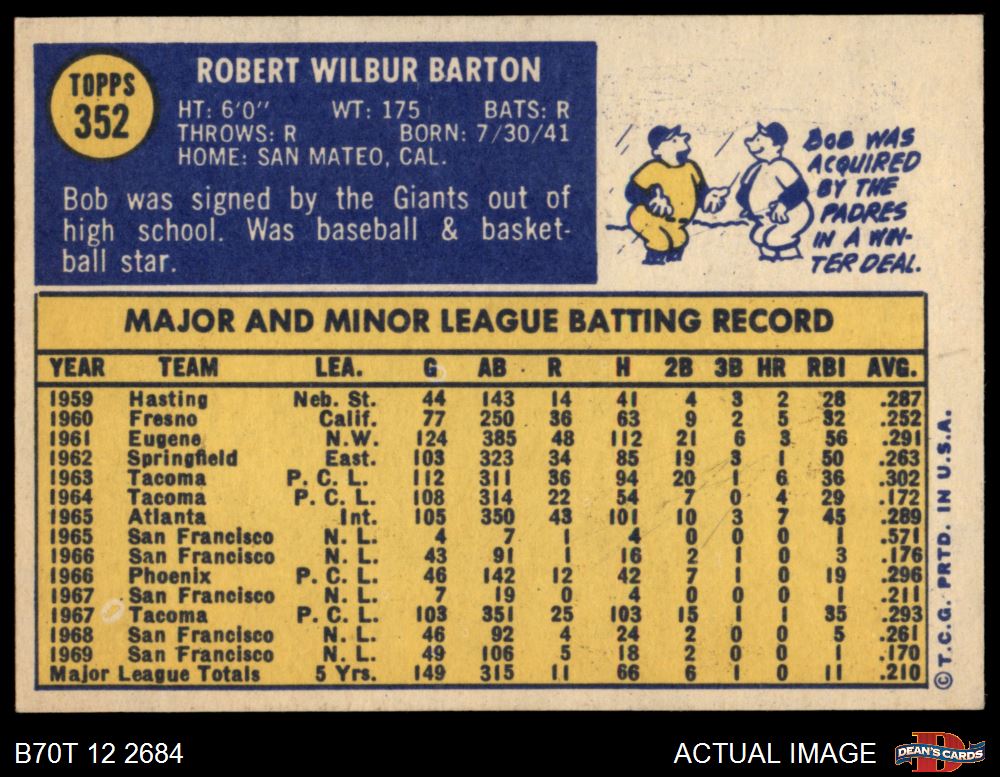 TOPPS
352
ROBERT WILBUR BARTON
HT: 6'0" WT: 175 BATS: R
THROWS: R BORN: 7/30/41
HOME: SAN MATEO, CAL.
Bob was signed by the Giants out of
high school. Was baseball & basket-
ball star.
BOB WAS
ACQUIRED
BY THE
PADRES
IN A WIN-
TER DEAL.
MAJOR AND MINOR LEAGUE BATTING RECORD
YEAR TEAM LEA. G AB R H 2B 3B HR RBI AVG.
1959 Hasting Neb. St. 44 143 14 41 4 3 2 28 .287
1960 Fresno Calif. 77 250 36 63 9 2 5 32 .252
1961 Eugene N.W. 124 385 48 112 21 6 3 56 .291
1962 Springfield East. 103 323 34 85 19 3 1 50 .263
1963 Tacoma P. C. L. 112 311 36 94 20 1 6 36 .302
1964 Tacoma P. C. L. 108 314 22 54 7 0 4 29 .172
1965 Atlanta Int. 105 350 43 101 10 3 7 45 .289
1965 San Francisco N. L. 4 7 1 4 0 0 0 1 .571
1966 San Francisco N. L. 43 91 1 16 2 1 0 3 .176
1966 Phoenix P. C. L. 46 142 12 42 7 1 0 19 .296
1967 San Francisco N. L. 7 19 0 4 0 0 0 1 .211
1967 Tacoma P. C. L. 103 351 25 103 15 1 1 35 .293
1968 San Francisco N. L. 46 92 4 24 2 0 0 5 .261
1969 San Francisco N. L. 49 106 5 18 2 0 0 1 .170
Major League Totals 5 Yrs. 149 315 11 66 6 1 0 11 .210
© T.C.G. PRTD. IN U.S.A.
B70T 12 2684
ACTUAL IMAGE
D
DEAN'S CARDS